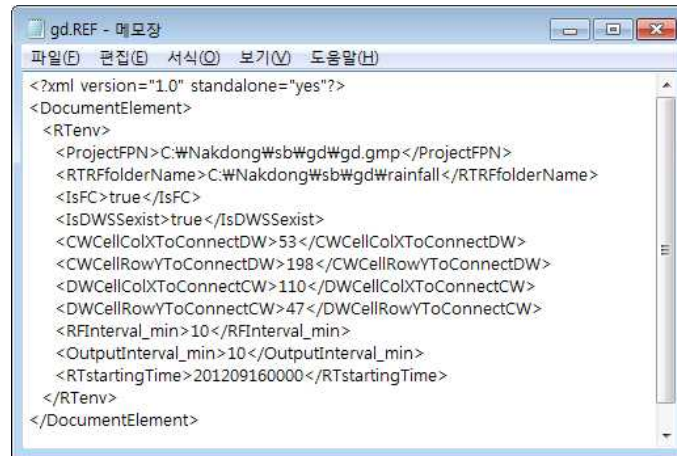 gd.REF - 메모장
파일(F) 편집(E) 서식(O) 보기(V) 도움말(H)
<?xml version="1.0" standalone="yes"?>
<DocumentElement>
<RTenv>
<ProjectFPN>C:₩Nakdong₩sb₩gd₩gd.gmp</ProjectFPN>
<RTRFfolderName>C:₩Nakdong₩sb₩gd₩rainfall</RTRFfolderName>
<IsFC>true</IsFC>
<IsDWSSexist>true</IsDWSSexist>
<CWCellColXToConnectDW>53</CWCellColXToConnectDW>
<CWCellRowYToConnectDW>198</CWCellRowYToConnectDW>
<DWCellColXToConnectCW>110</DWCellColXToConnectCW>
<DWCellRowYToConnectCW>47</DWCellRowYToConnectCW>
<RFInterval_min>10</RFInterval_min>
<OutputInterval_min>10</OutputInterval_min>
<RTstartingTime>201209160000</RTstartingTime>
</RTenv>
</DocumentElement>